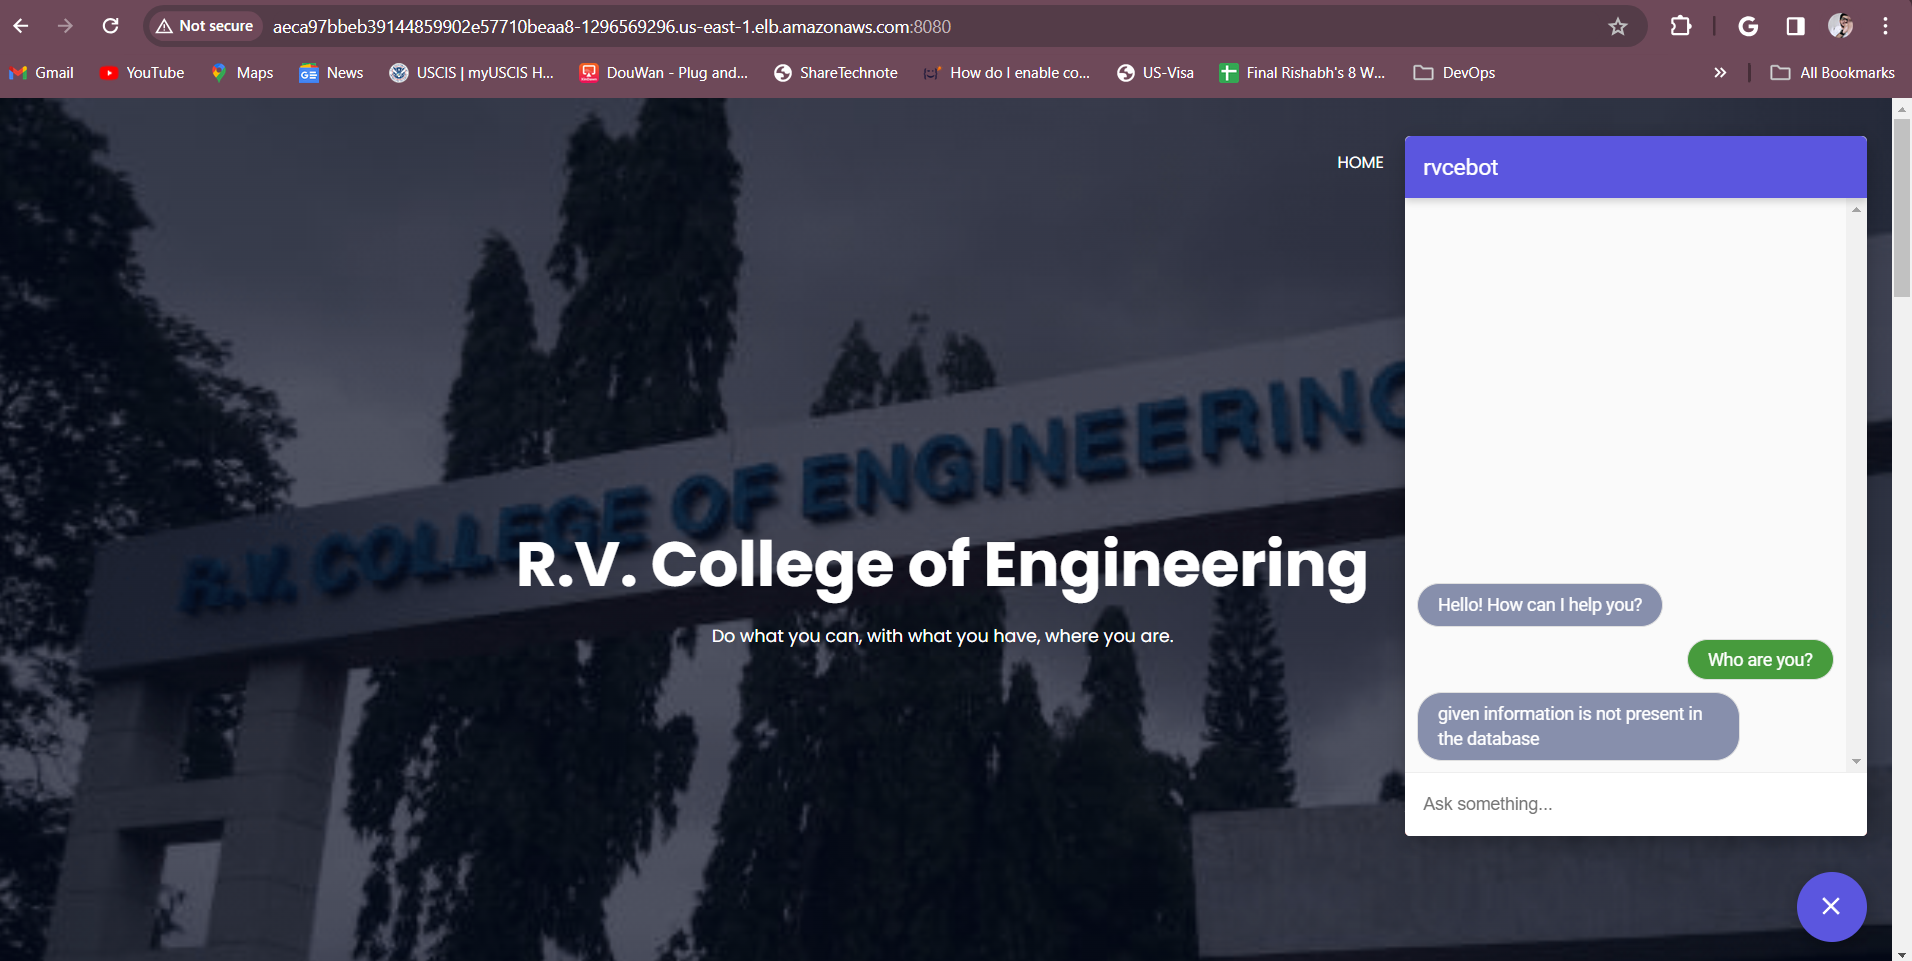 Not secure
aeca97bbeb39144859902e57710beaa8-1296569296.us-east-1.elb.amazonaws.com:8080
Gmail
YouTube
Maps
News
USCIS | myUSCIS H...
DouWan - Plug and...
ShareTechnote
How do I enable co...
US-Visa
Final Rishabh's 8 W...
DevOps
All Bookmarks
HOME
R.V. COLLEGE OF ENGINEERING
R.V. College of Engineering
Do what you can, with what you have, where you are.
rvcebot
Hello! How can I help you?
Who are you?
given information is not present in
the database
Ask something...